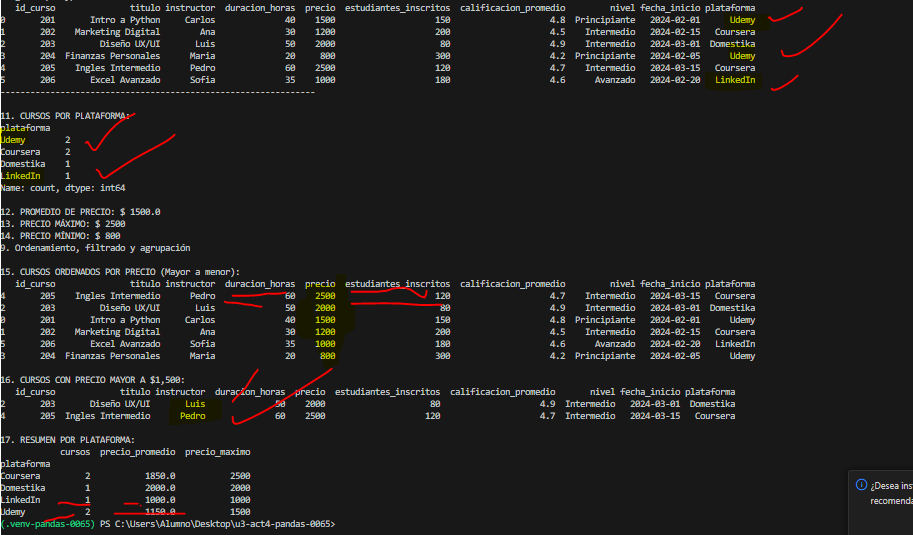 id_curso titulo instructor duracion_horas precio estudiantes_inscritos calificacion_promedio nivel fecha_inicio plataforma
0 201 Intro a Python Carlos 40 1500 150 4.8 Principiante 2024-02-01 Udemy
1 202 Marketing Digital Ana 30 1200 200 4.5 Intermedio 2024-02-15 Coursera
2 203 Diseño UX/UI Luis 50 2000 80 4.9 Intermedio 2024-03-01 Domestika
3 204 Finanzas Personales Maria 20 800 300 4.2 Principiante 2024-02-05 Udemy
4 205 Ingles Intermedio Pedro 60 2500 120 4.7 Intermedio 2024-03-15 Coursera
5 206 Excel Avanzado Sofia 35 1000 180 4.6 Avanzado 2024-02-20 LinkedIn
------------------------------------------------------------
11. CURSOS POR PLATAFORMA:
plataforma
Udemy 2
Coursera 2
Domestika 1
LinkedIn 1
Name: count, dtype: int64
12. PROMEDIO DE PRECIO: $ 1500.0
13. PRECIO MÁXIMO: $ 2500
14. PRECIO MÍNIMO: $ 800
9. Ordenamiento, filtrado y agrupación
15. CURSOS ORDENADOS POR PRECIO (Mayor a menor):
id_curso titulo instructor duracion_horas precio estudiantes_inscritos calificacion_promedio nivel fecha_inicio plataforma
4 205 Ingles Intermedio Pedro 60 2500 120 4.7 Intermedio 2024-03-15 Coursera
2 203 Diseño UX/UI Luis 50 2000 80 4.9 Intermedio 2024-03-01 Domestika
0 201 Intro a Python Carlos 40 1500 150 4.8 Principiante 2024-02-01 Udemy
1 202 Marketing Digital Ana 30 1200 200 4.5 Intermedio 2024-02-15 Coursera
5 206 Excel Avanzado Sofia 35 1000 180 4.6 Avanzado 2024-02-20 LinkedIn
3 204 Finanzas Personales Maria 20 800 300 4.2 Principiante 2024-02-05 Udemy
16. CURSOS CON PRECIO MAYOR A $1,500:
id_curso titulo instructor duracion_horas precio estudiantes_inscritos calificacion_promedio nivel fecha_inicio plataforma
2 203 Diseño UX/UI Luis 50 2000 80 4.9 Intermedio 2024-03-01 Domestika
4 205 Ingles Intermedio Pedro 60 2500 120 4.7 Intermedio 2024-03-15 Coursera
17. RESUMEN POR PLATAFORMA:
cursos precio_promedio precio_maximo
plataforma
Coursera 2 1850.0 2500
Domestika 1 2000.0 2000
LinkedIn 1 1000.0 1000
Udemy 2 1150.0 1500
(.venv-pandas-0065) PS C:\Users\Alumno\Desktop\u3-act4-pandas-0065>
¿Desea inst
recomenda